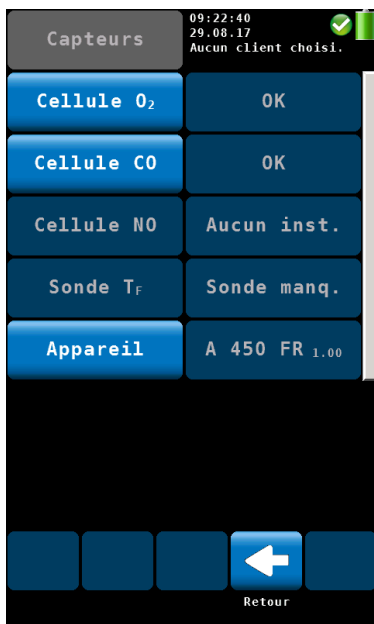 Capteurs
09:22:40
29.08.17
Aucun client choisi.
Cellule O₂
OK
Cellule CO
OK
Cellule NO
Aucun inst.
Sonde TF
Sonde manq.
Appareil
A 450 FR 1.00
Retour